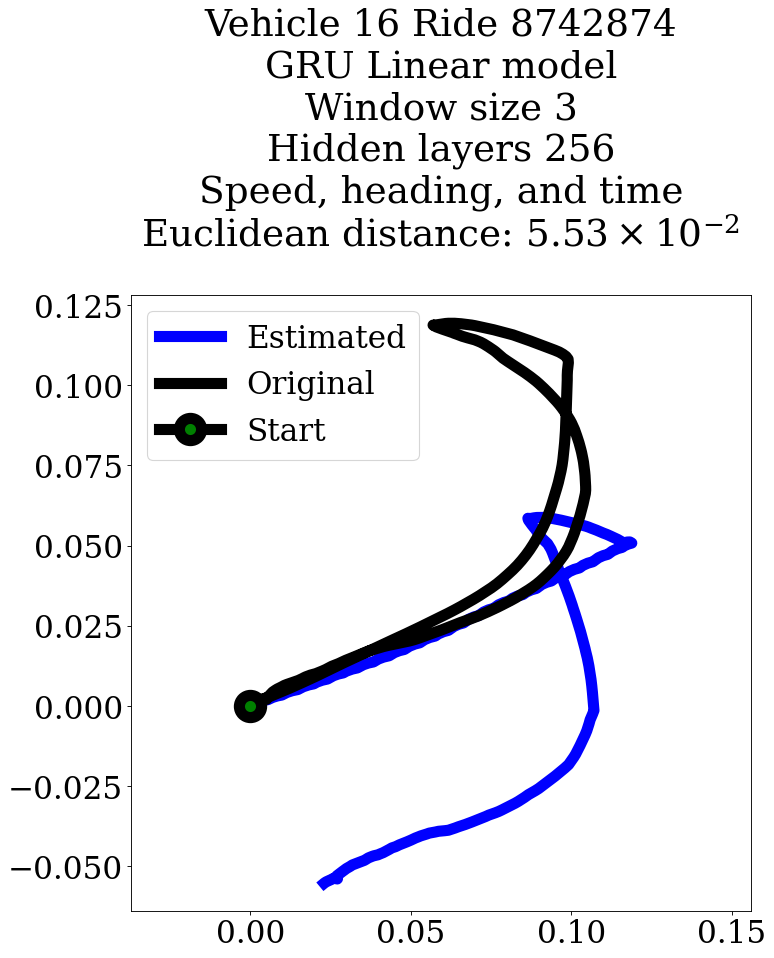 Vehicle 16 Ride 8742874
GRU Linear model
Window size 3
Hidden layers 256
Speed, heading, and time
Euclidean distance: 5.53 × 10⁻²
Estimated
Original
Start
0.125
0.100
0.075
0.050
0.025
0.000
−0.025
−0.050
0.00 0.05 0.10 0.15